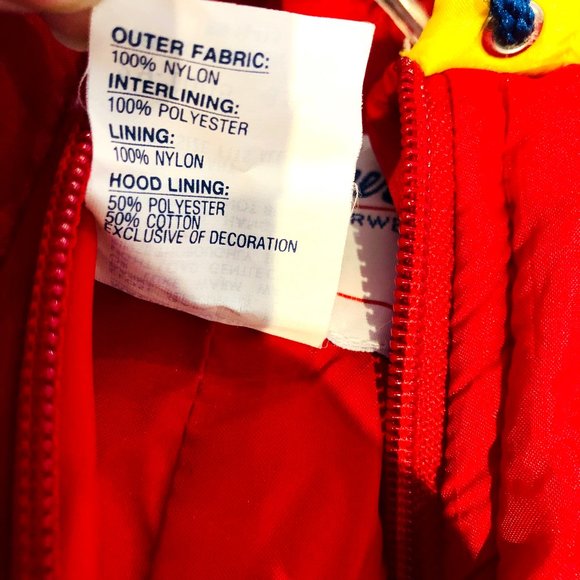 OUTER FABRIC:
100% NYLON
INTERLINING:
100% POLYESTER
LINING:
100% NYLON
HOOD LINING:
50% POLYESTER
50% COTTON
EXCLUSIVE OF DECORATION